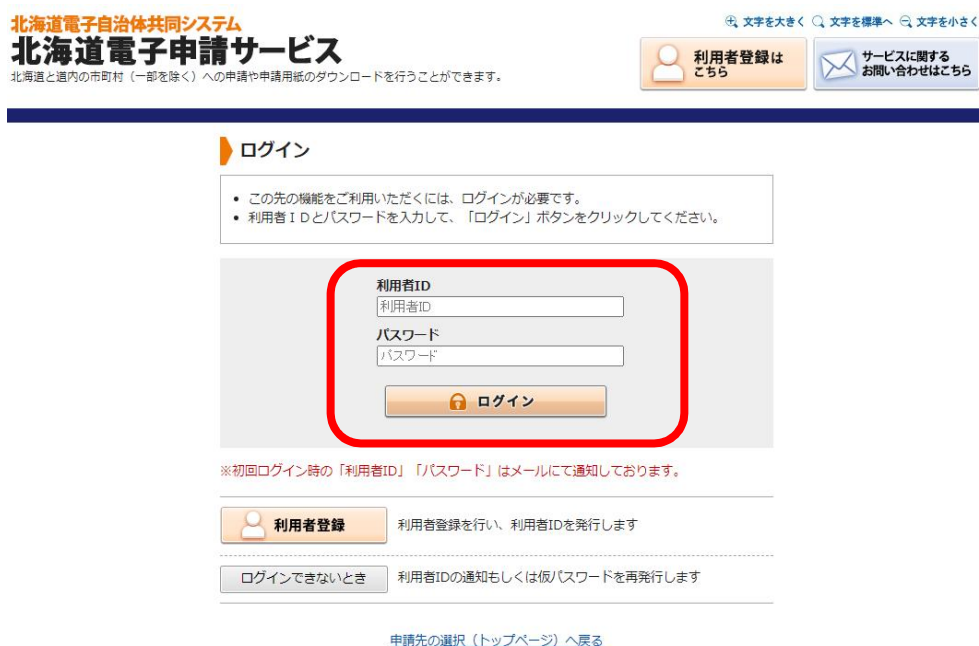 北海道電子自治体共同システム
北海道電子申請サービス
北海道と道内の市町村（一部を除く）への申請や申請用紙のダウンロードを行うことができます。
文字を大きく 文字を標準へ 文字を小さく
利用者登録は
こちら
サービスに関する
お問い合わせはこちら
ログイン
• この先の機能をご利用いただくには、ログインが必要です。
• 利用者ＩＤとパスワードを入力して、「ログイン」ボタンをクリックしてください。
利用者ID
利用者ID
パスワード
パスワード
ログイン
※初回ログイン時の「利用者ID」「パスワード」はメールにて通知しております。
利用者登録 利用者登録を行い、利用者IDを発行します
ログインできないとき 利用者IDの通知もしくは仮パスワードを再発行します
申請先の選択（トップページ）へ戻る